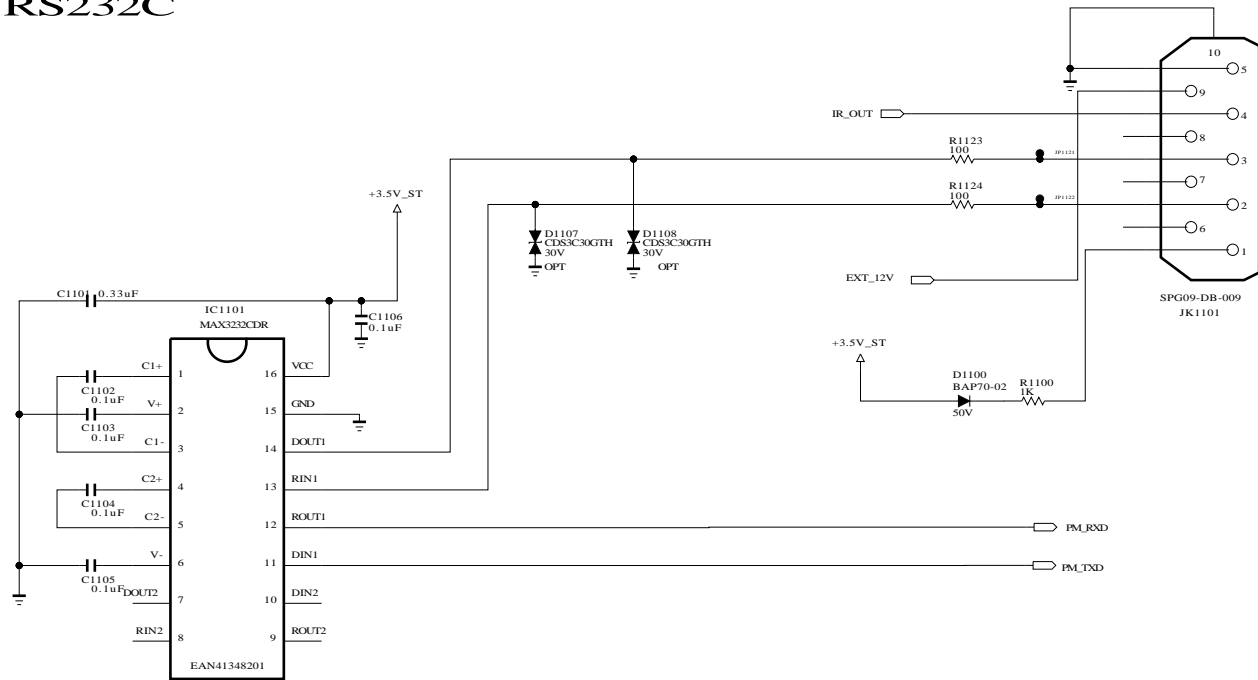 RS232C
10
5
9
IR_OUT
4
8
R1123
100
JP1121
3
7
R1124
100
JP1122
2
6
1
+3.5V_ST
D1107
CDS3C30GTH
30V
OPT
D1108
CDS3C30GTH
30V
OPT
EXT_12V
SPG09-DB-009
JK1101
C1101 0.33uF
IC1101
MAX3232CDR
C1106
0.1uF
+3.5V_ST
D1100
BAP70-02
50V
R1100
1K
C1+
1
16
VCC
C1102
0.1uF
V+
2
15
GND
C1103
0.1uF
C1-
3
14
DOUT1
C2+
4
13
RIN1
C1104
0.1uF
C2-
5
12
ROUT1
PM_RXD
V-
6
11
DIN1
PM_TXD
C1105
0.1uF
DOUT2
7
10
DIN2
RIN2
8
9
ROUT2
EAN41348201